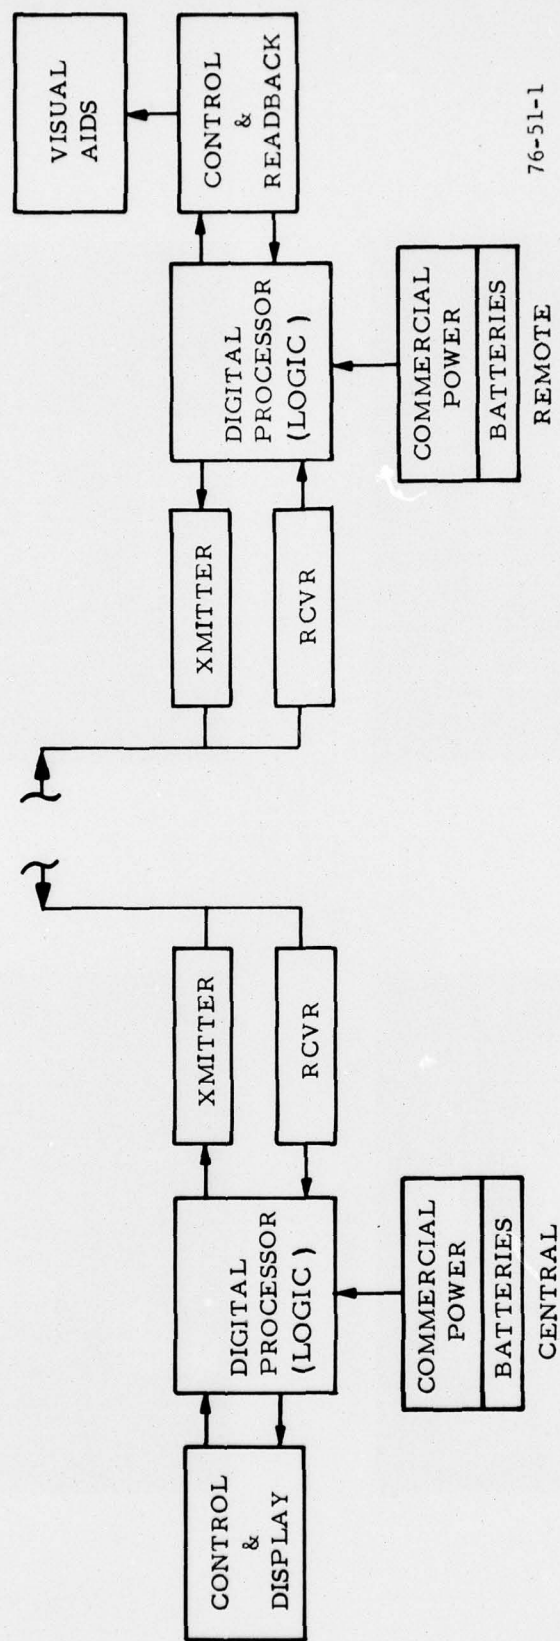 CONTROL
&
DISPLAY
DIGITAL
PROCESSOR
(LOGIC)
XMITTER
RCVR
COMMERCIAL
POWER
BATTERIES
CENTRAL
XMITTER
RCVR
DIGITAL
PROCESSOR
(LOGIC)
COMMERCIAL
POWER
BATTERIES
REMOTE
CONTROL
&
READBACK
VISUAL
AIDS
76-51-1